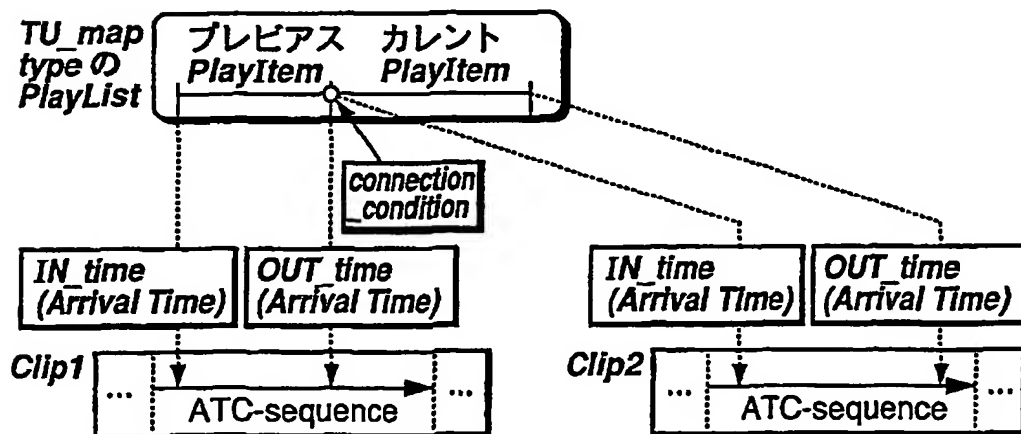 TU_map
type の
PlayList
プレビアス カレント
PlayItem PlayItem
connection
_condition
IN_time
(Arrival Time)
OUT_time
(Arrival Time)
IN_time
(Arrival Time)
OUT_time
(Arrival Time)
Clip1
...
ATC-sequence
...
Clip2
...
ATC-sequence
...